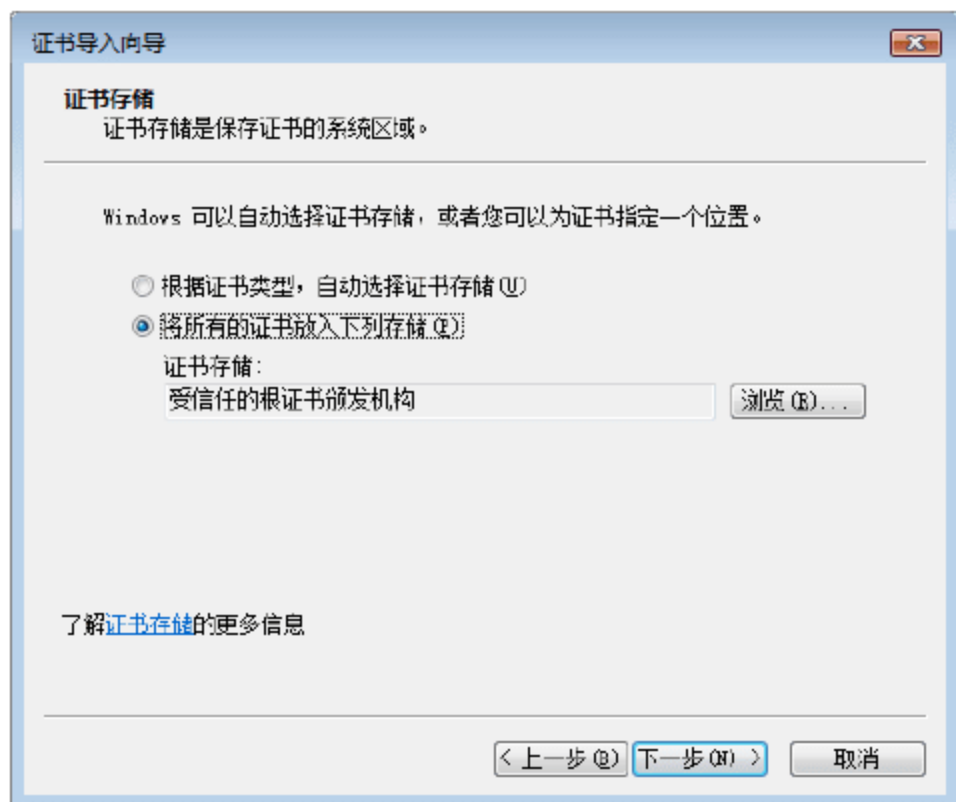 证书导入向导
证书存储
证书存储是保存证书的系统区域。
Windows 可以自动选择证书存储，或者您可以为证书指定一个位置。
根据证书类型，自动选择证书存储(U)
将所有的证书放入下列存储(P)
证书存储:
受信任的根证书颁发机构
浏览(R)...
了解证书存储的更多信息
< 上一步(B)
下一步(N) >
取消